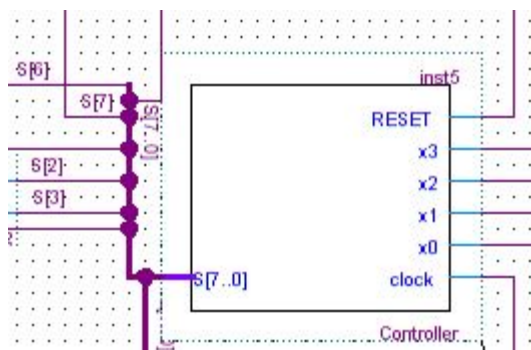 S[6]
inst5
S[7]
S[7..0]
RESET
x3
S[2]
x2
S[3]
x1
x0
S[7..0]
clock
Controller